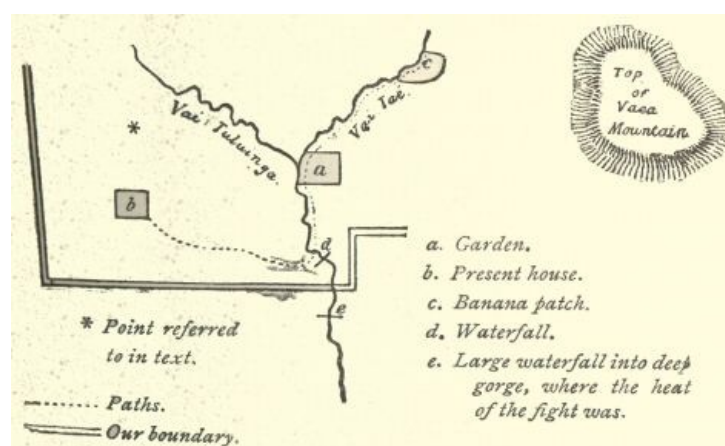 Vai Tuluinga.
Vai Tae
c
Top
of
Vaea
Mountain.
*
a
b
d
e
a. Garden.
b. Present house.
c. Banana patch.
d. Waterfall.
e. Large waterfall into deep
gorge, where the heat
of the fight was.
* Point referred
to in text.
Paths.
Our boundary.